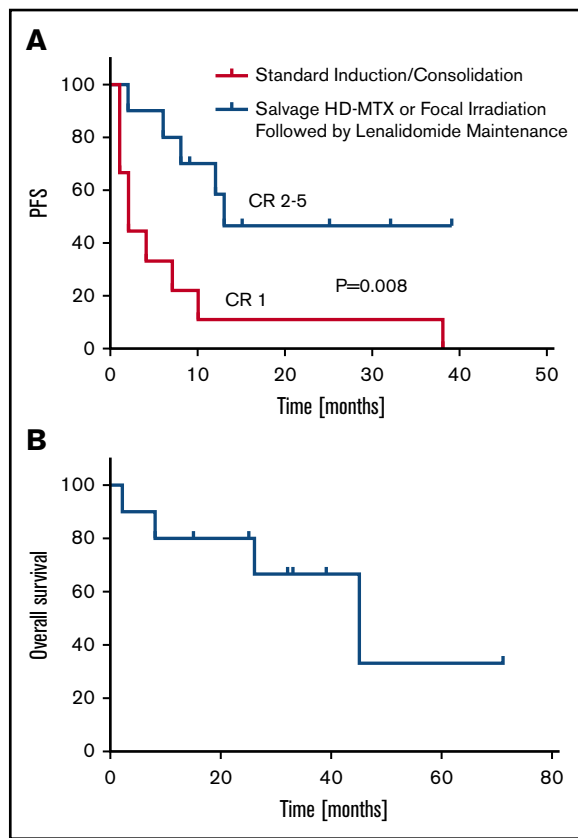 A
Standard Induction/Consolidation
Salvage HD-MTX or Focal Irradiation
Followed by Lenalidomide Maintenance
PFS
100
80
60
40
20
0
CR 2-5
CR 1
P=0.008
0 10 20 30 40 50
Time [months]
B
Overall survival
100
80
60
40
20
0
0 20 40 60 80
Time [months]